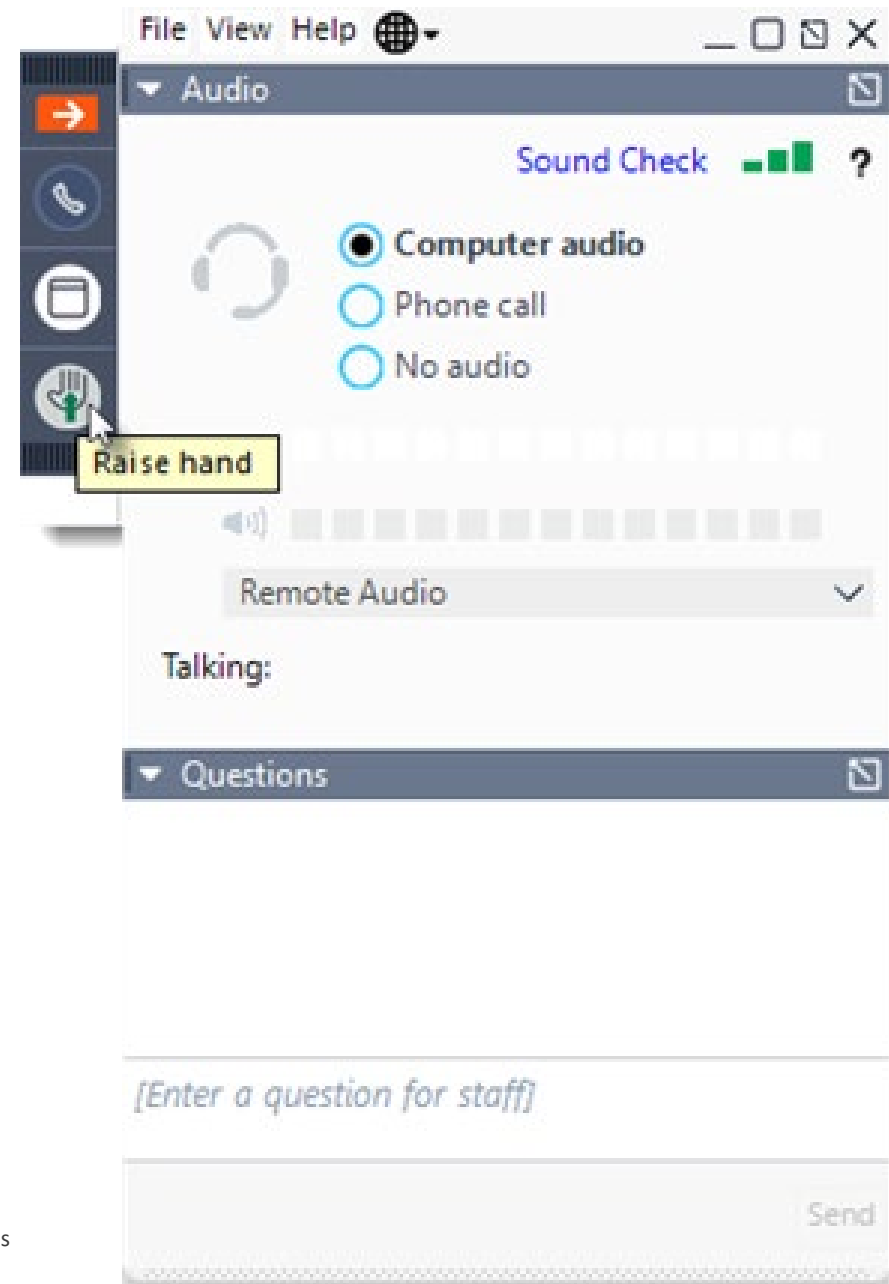 File View Help
Audio
Sound Check ?
Computer audio
Phone call
No audio
Raise hand
Remote Audio
Talking:
Questions
[Enter a question for staff]
Send
s